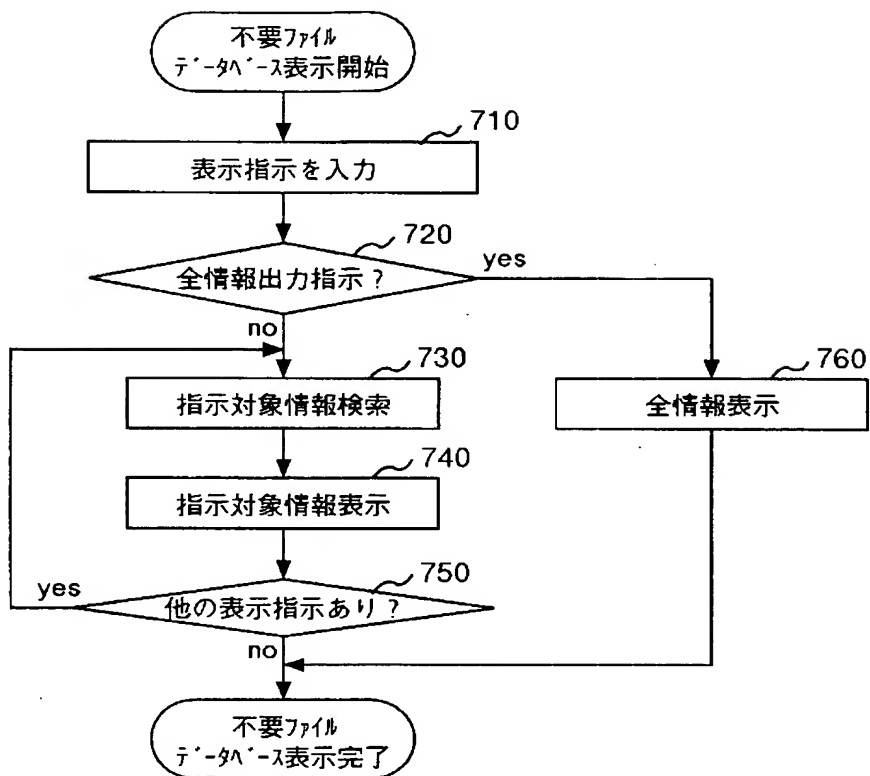 不要ﾌｧｲﾙ
ﾃﾞｰﾀﾍﾞｰｽ表示開始
710
表示指示を入力
720
全情報出力指示？
yes
no
730
指示対象情報検索
760
全情報表示
740
指示対象情報表示
750
yes
他の表示指示あり？
no
不要ﾌｧｲﾙ
ﾃﾞｰﾀﾍﾞｰｽ表示完了